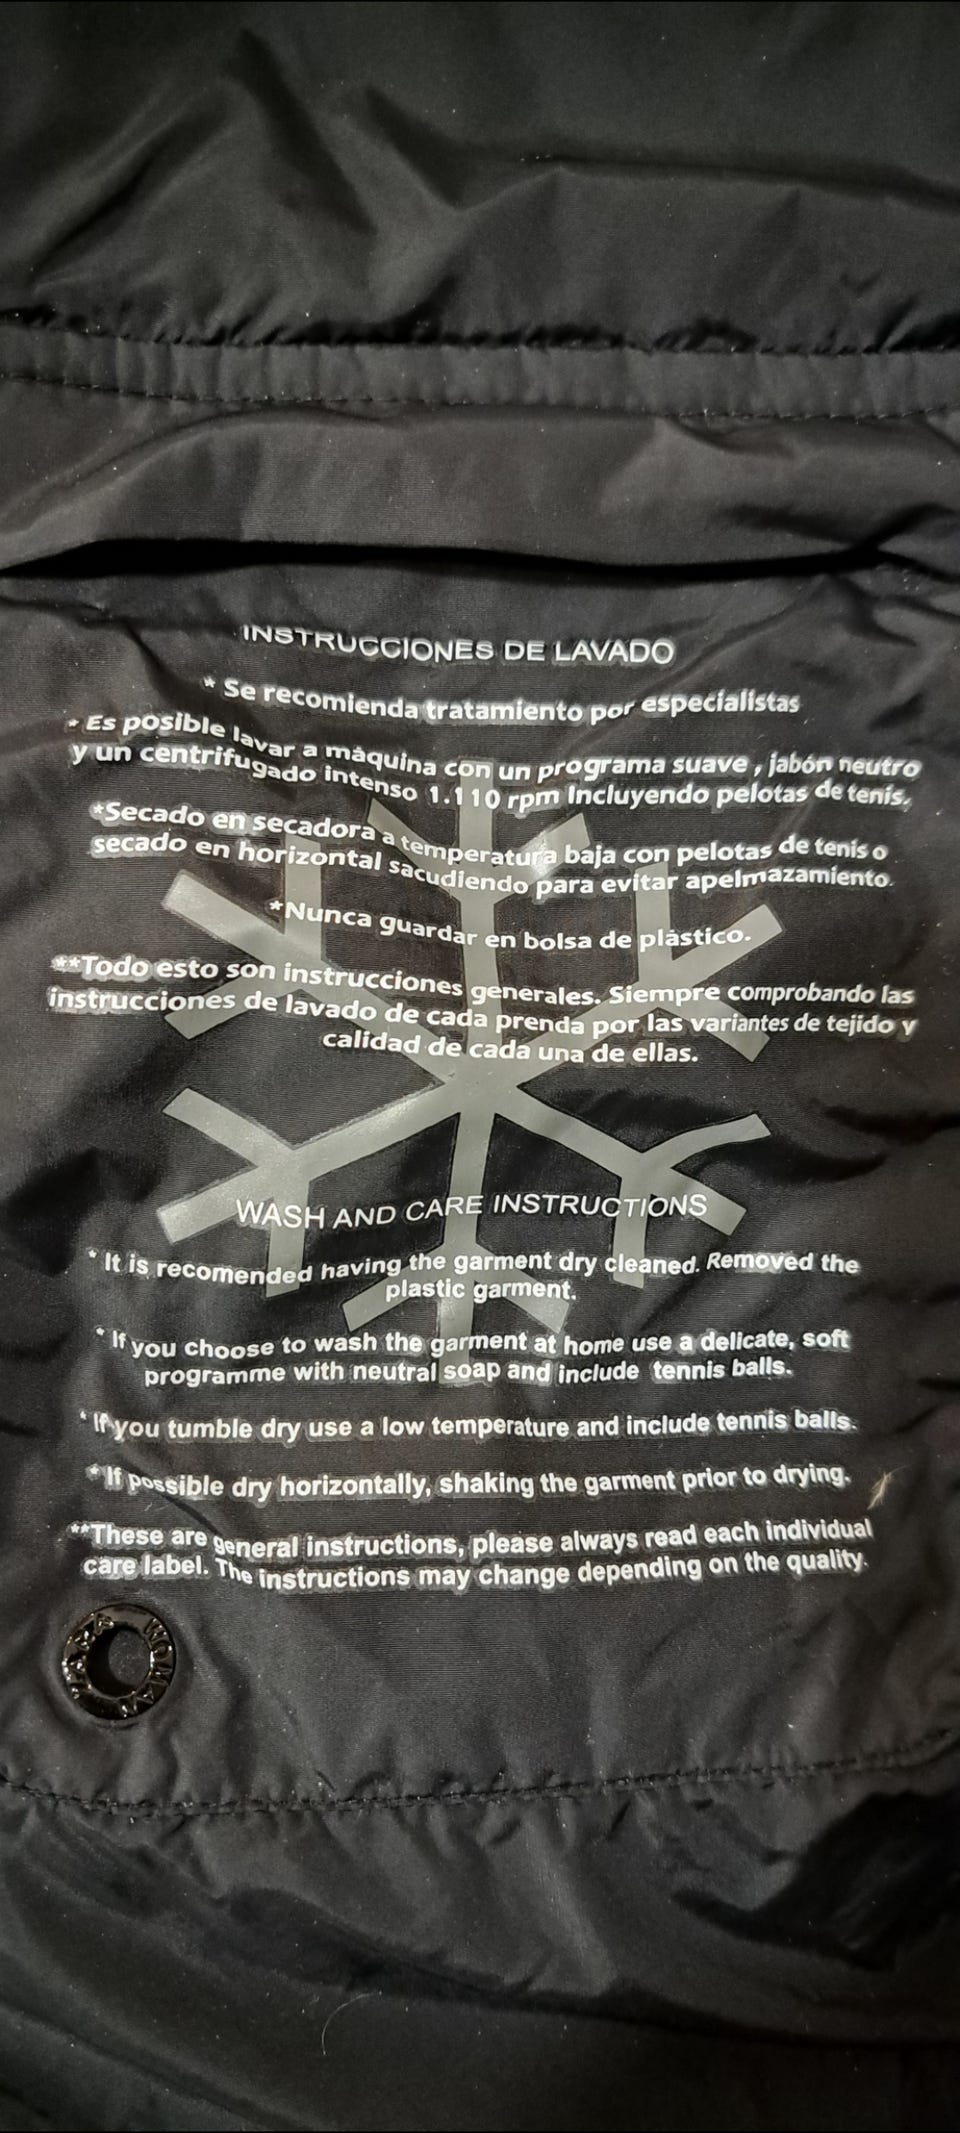 INSTRUCCIONES DE LAVADO
* Se recomienda tratamiento por especialistas
* Es posible lavar a màquina con un programa suave , jabón neutro
y un centrifugado intenso 1.110 rpm Incluyendo pelotas de tenis.
*Secado en secadora a temperatura baja con pelotas de tenis o
secado en horizontal sacudiendo para evitar apelmazamiento.
*Nunca guardar en bolsa de plàstico.
**Todo esto son instrucciones generales. Siempre comprobando las
instrucciones de lavado de cada prenda por las variantes de tejido y
calidad de cada una de ellas.
WASH AND CARE INSTRUCTIONS
* It is recomended having the garment dry cleaned. Removed the
plastic garment.
* If you choose to wash the garment at home use a delicate, soft
programme with neutral soap and include tennis balls.
* If you tumble dry use a low temperature and include tennis balls.
* If possible dry horizontally, shaking the garment prior to drying.
**These are general instructions, please always read each individual
care label. The instructions may change depending on the quality.
ZARA WOMAN